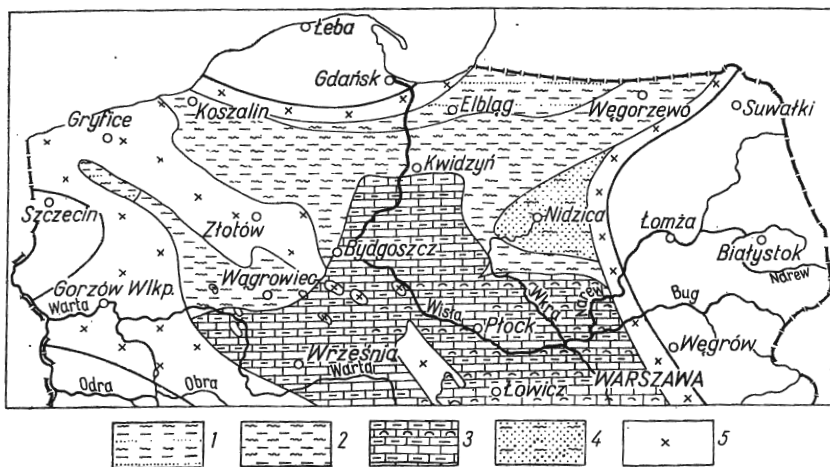 Łeba
Gdańsk
Koszalin
Elbląg
Węgorzewo
Suwałki
Gryfice
Kwidzyń
Szczecin
Złotów
Nidzica
Łomża
Białystok
Narew
Bydgoszcz
Gorzów Wlkp.
Wągrowiec
Warta
Wisła
Wkra
Narew
Bug
Płock
Węgrów
Września
Warta
WARSZAWA
Odra
Obra
Łowicz
1 2 3 4 5